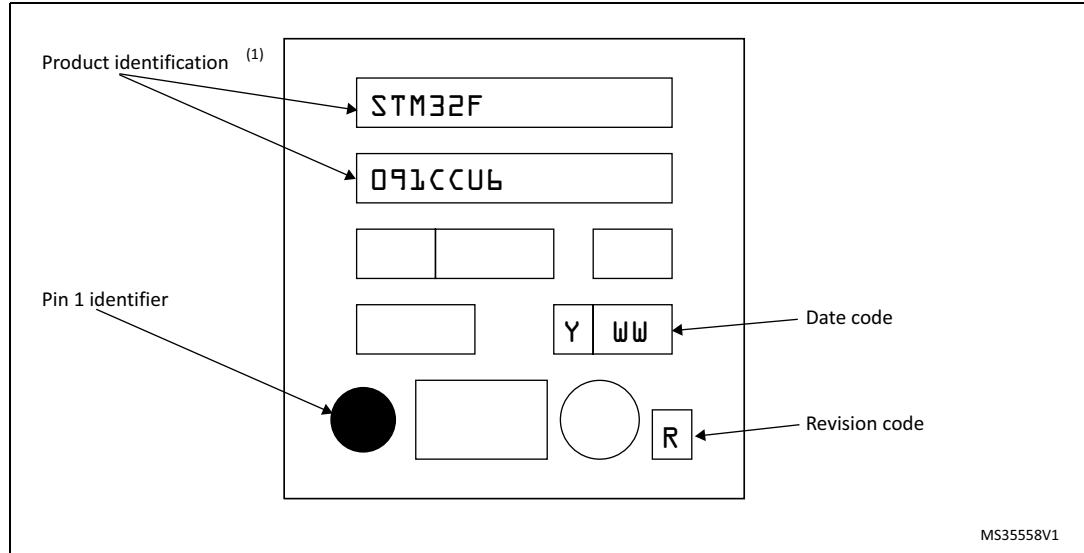 Product identification (1)
STM32F
091CCU6
Pin 1 identifier
Y WW
Date code
Revision code
R
MS35558V1